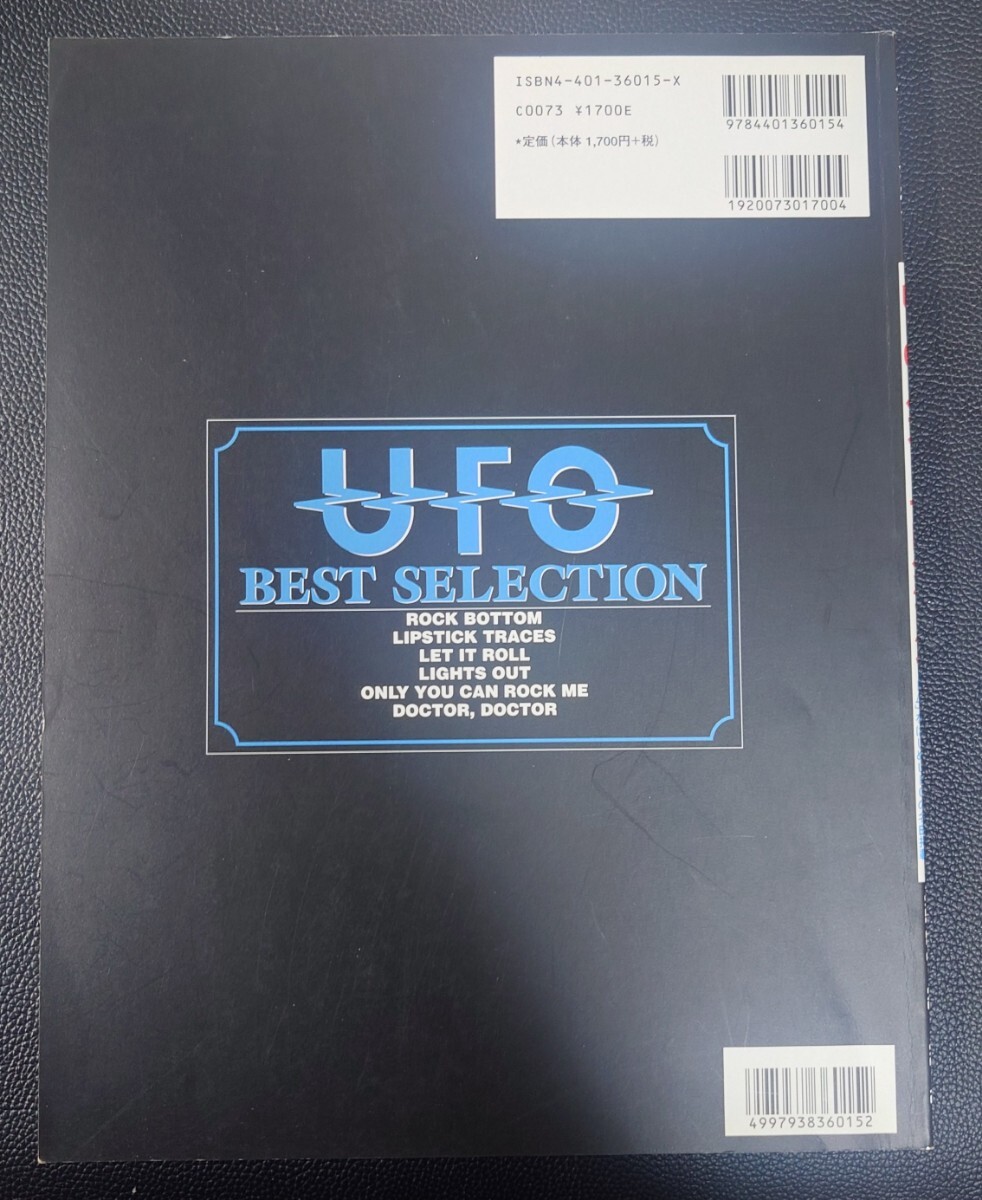 ISBN4-401-36015-X
C0073 ¥1700E
*定価(本体 1,700円+税)
9784401360154
1920073017004
UFO
BEST SELECTION
ROCK BOTTOM
LIPSTICK TRACES
LET IT ROLL
LIGHTS OUT
ONLY YOU CAN ROCK ME
DOCTOR, DOCTOR
4997938360152